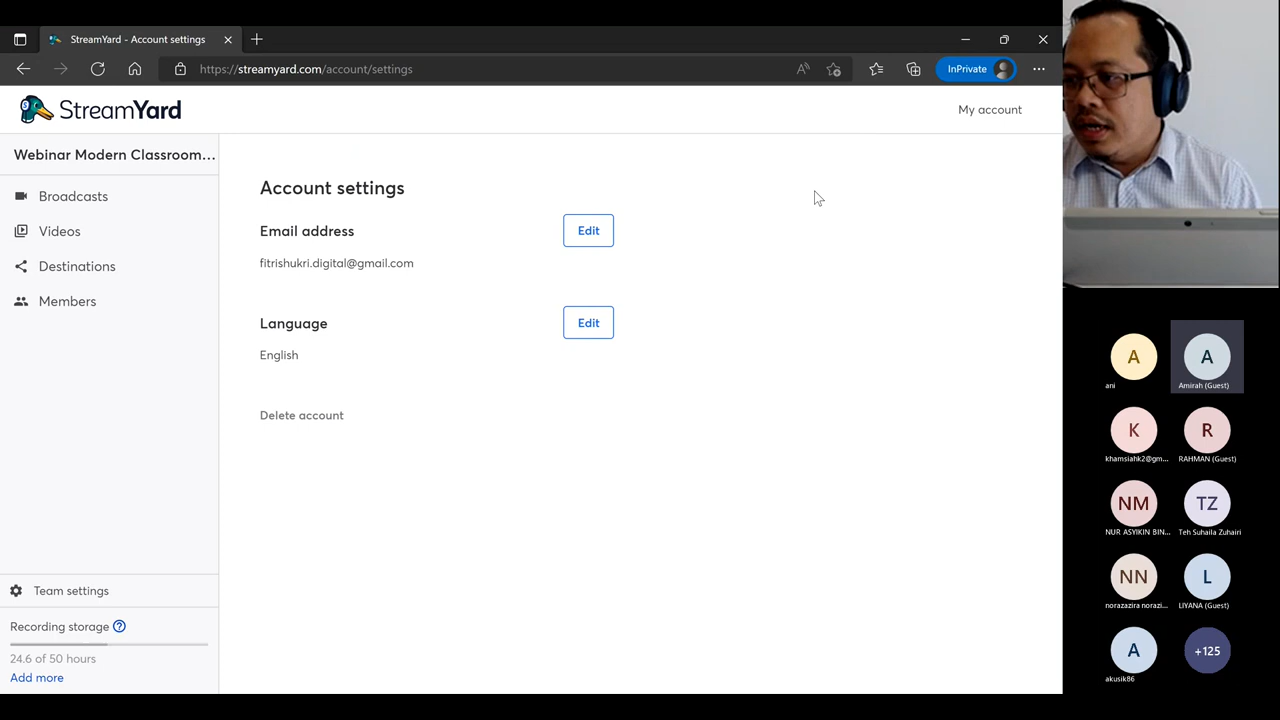 StreamYard - Account settings
https://streamyard.com/account/settings
InPrivate
StreamYard
My account
Webinar Modern Classroom...
Broadcasts
Videos
Destinations
Members
Account settings
Email address
Edit
fitrishukri.digital@gmail.com
Language
Edit
English
Delete account
Team settings
Recording storage ?
24.6 of 50 hours
Add more
A
A
ani
Amirah (Guest)
K
R
khamsiahk2@gm...
RAHMAN (Guest)
NM
TZ
NUR ASYIKIN BIN...
Teh Suhaila Zuhairi
NN
L
norazazira norazi...
LIYANA (Guest)
A
+125
akusik86